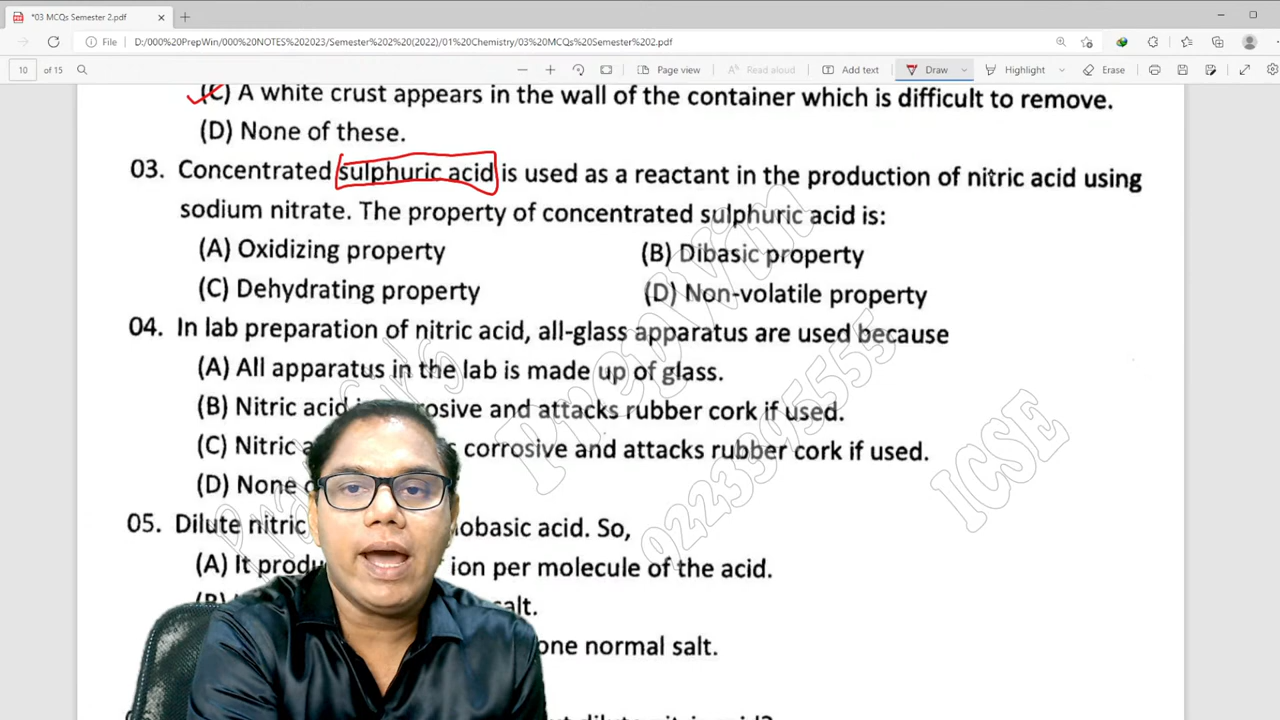 *03 MCQs Semester 2.pdf
File D:/000%20PrepWin/000%20NOTES%202023/Semester%202%20(2022)/01%20Chemistry/03%20MCQs%20Semester%202.pdf
10 of 15 Page view Read aloud Add text Draw Highlight Erase
(C) A white crust appears in the wall of the container which is difficult to remove.
(D) None of these.
03. Concentrated sulphuric acid is used as a reactant in the production of nitric acid using
sodium nitrate. The property of concentrated sulphuric acid is:
(A) Oxidizing property (B) Dibasic property
(C) Dehydrating property (D) Non-volatile property
04. In lab preparation of nitric acid, all-glass apparatus are used because
(A) All apparatus in the lab is made up of glass.
(B) Nitric acid corrosive and attacks rubber cork if used.
(C) Nitric corrosive and attacks rubber cork if used.
(D) None
05. Dilute nitric acid. So,
(A) It ion per molecule of the acid.
(B) salt.
one normal salt.
PrepWin
02233955555
ICSE